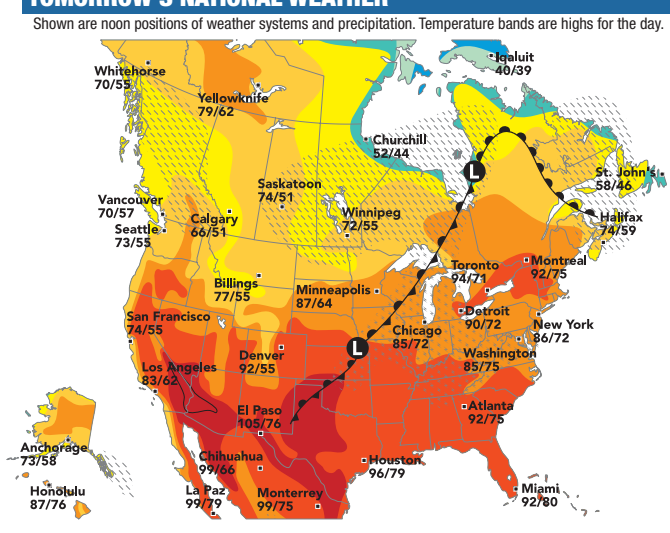 TOMORROW'S NATIONAL WEATHER
Shown are noon positions of weather systems and precipitation. Temperature bands are highs for the day.
Whitehorse
70/55
Yellowknife
79/62
Iqaluit
40/39
Churchill
52/44
Saskatoon
74/51
Winnipeg
72/55
L
St. John's
58/46
Halifax
74/59
Vancouver
70/57
Seattle
73/55
Calgary
66/51
Billings
77/55
Minneapolis
87/64
Toronto
94/71
Montreal
92/75
Detroit
90/72
New York
86/72
Chicago
85/72
Washington
85/75
San Francisco
74/55
Los Angeles
83/62
Denver
92/55
L
El Paso
105/76
Atlanta
92/75
Chihuahua
99/66
Houston
96/79
La Paz
99/79
Monterrey
99/75
Miami
92/80
Anchorage
73/58
Honolulu
87/76